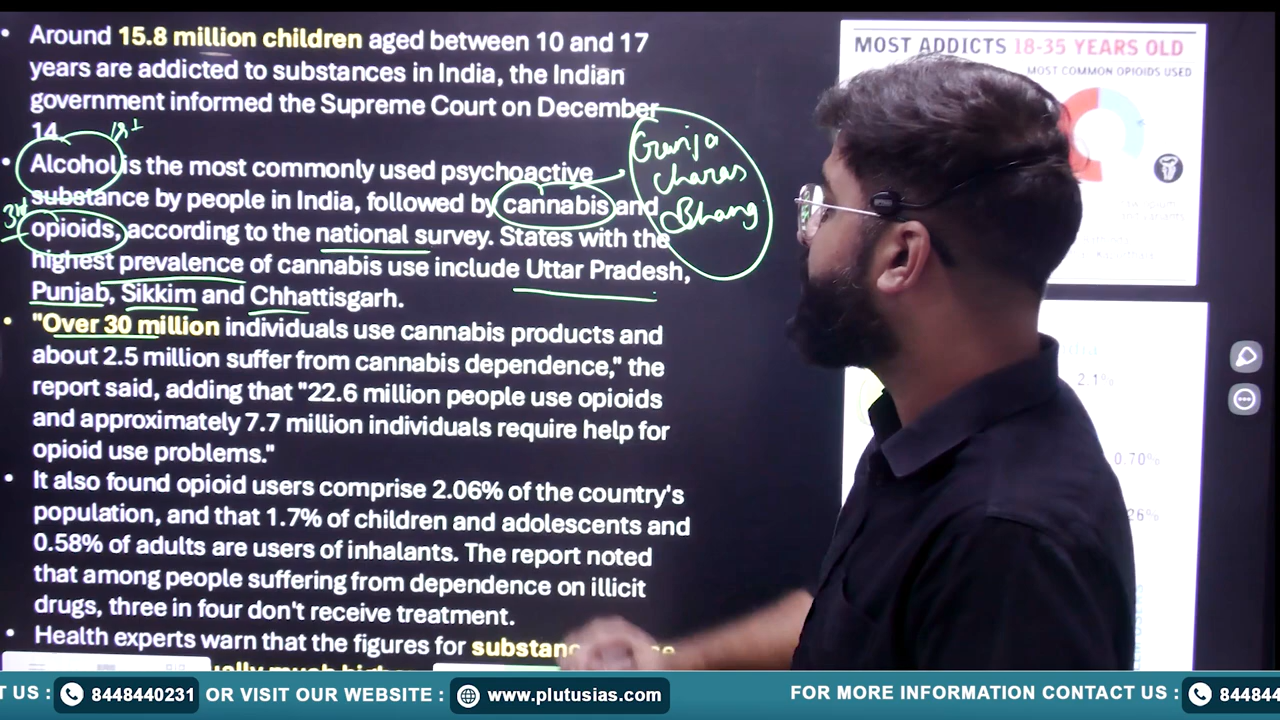 • Around 15.8 million children aged between 10 and 17
years are addicted to substances in India, the Indian
government informed the Supreme Court on December
14.
1st
• Alcohol is the most commonly used psychoactive
substance by people in India, followed by cannabis and
3rd
opioids, according to the national survey. States with the
highest prevalence of cannabis use include Uttar Pradesh,
Punjab, Sikkim and Chhattisgarh.
Ganja
charas
Bhang
• "Over 30 million individuals use cannabis products and
about 2.5 million suffer from cannabis dependence," the
report said, adding that "22.6 million people use opioids
and approximately 7.7 million individuals require help for
opioid use problems."
• It also found opioid users comprise 2.06% of the country's
population, and that 1.7% of children and adolescents and
0.58% of adults are users of inhalants. The report noted
that among people suffering from dependence on illicit
drugs, three in four don't receive treatment.
• Health experts warn that the figures for
MOST ADDICTS 18-35 YEARS OLD
MOST COMMON OPIOIDS USED
2.1%
0.70%
26%
T US : 8448440231 OR VISIT OUR WEBSITE : www.plutusias.com FOR MORE INFORMATION CONTACT US : 84484